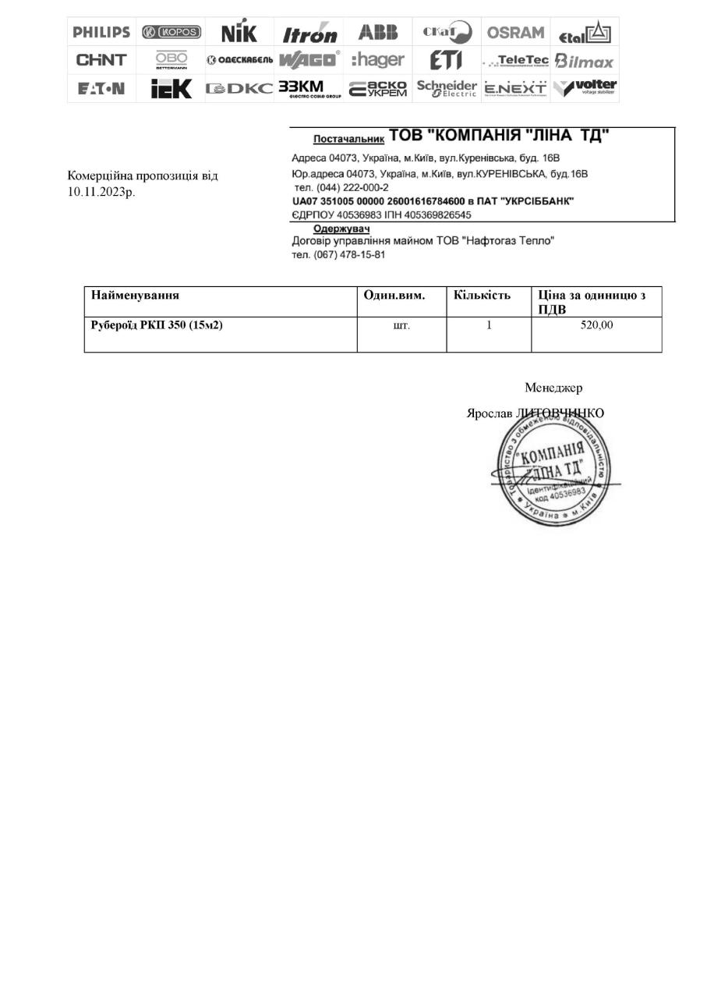 PHILIPS KOPOS NiK Itrón ABB СКаТ OSRAM Etal
CHiNT OBO BETTERMANN ОДЕСКАБЕЛЬ WAGO® :hager ETI TeleTec Bilmax
EATON iEK DKC ЗЗКМ ELECTRO CABLE GROUP АСКО УКРЕМ Schneider Electric E.NEXT volter voltage stabilizer
Постачальник ТОВ "КОМПАНІЯ "ЛІНА ТД"
Адреса 04073, Україна, м.Київ, вул.Куренівська, буд. 16В
Юр.адреса 04073, Україна, м.Київ, вул.КУРЕНІВСЬКА, буд.16В
тел. (044) 222-000-2
UA07 351005 00000 26001616784600 в ПАТ "УКРСІББАНК"
ЄДРПОУ 40536983 ІПН 405369826545
Комерційна пропозиція від
10.11.2023р.
Одержувач
Договір управління майном ТОВ "Нафтогаз Тепло"
тел. (067) 478-15-81
Найменування Один.вим. Кількість Ціна за одиницю з
ПДВ
Рубероїд РКП 350 (15м2) шт. 1 520,00
Менеджер
Ярослав ЛИТОВЧИНКО
Товариство з обмеженою відповідальністю
"КОМПАНІЯ
"ЛІНА ТД"
Ідентифікаційний
код 40536983
Україна * м.Київ